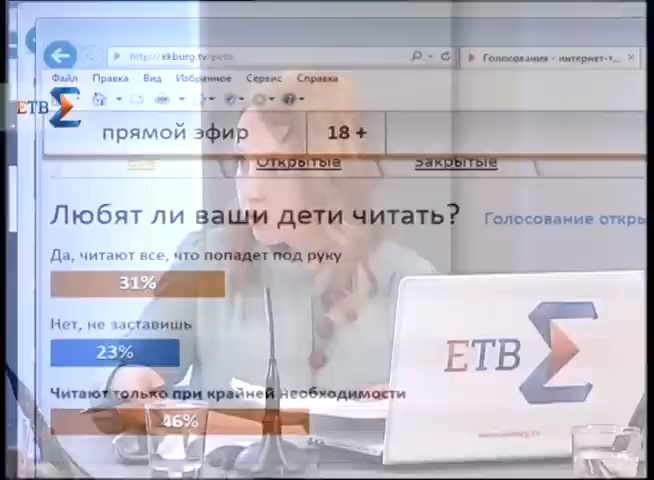 http://ekburg.tv/polls
Голосования - интернет-т...
Файл Правка Вид Избранное Сервис Справка
ЕТВ
прямой эфир 18 +
Открытые Закрытые
Любят ли ваши дети читать? Голосование откры
Да, читают все, что попадет под руку
31%
Нет, не заставишь
23%
Читают только при крайней необходимости
46%
ЕТВ